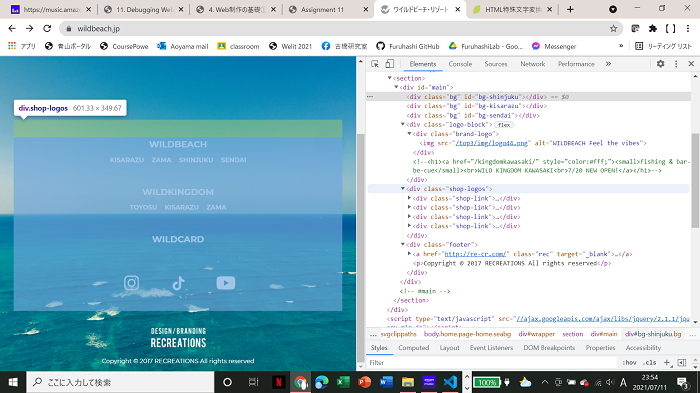 https://music.amaz
11. Debugging Web
4. Web制作の基礎
Assignment 11
ワイルドビーチ・リゾート
HTML特殊文字変換
wildbeach.jp
アプリ
青山ポータル
CoursePowe
Aoyama mail
classroom
Welit 2021
古橋研究室
Furuhashi GitHub
FuruhashiLab - Goo...
Messenger
リーディング リスト
div.shop-logos 601.33 × 349.67
WILDBEACH
KISARAZU ZAMA SHINJUKU SENDAI
WILDKINGDOM
TOYOSU KISARAZU ZAMA
WILDCARD
DESIGN/BRANDING
RECREATIONS
Copyright © 2017 RECREATIONS All rights reserved
Elements Console Sources Network Performance »
<section>
<div id="main">
<div class="bg" id="bg-shinjuku"></div> == $0
<div class="bg" id="bg-kisarazu"></div>
<div class="bg" id="bg-sendai"></div>
<div class="logo-block"> flex
<div class="brand-logo">
<img src="/top3/img/logo44.png" alt="WILDBEACH Feel the vibes">
</div>
<!--<h1><a href="/kingdomkawasaki/" style="color:#fff;"><small>fishing & bar-
be-cue</small><br>WILD KINGDOM KAWASAKI<br>7/20 NEW OPEN!</a></h1>-->
</div>
<div class="shop-logos">
<div class="shop-link">…</div>
<div class="shop-link">…</div>
<div class="shop-link">…</div>
<div class="shop-link">…</div>
</div>
<div class="footer">
<a href="http://re-cr.com/" class="rec" target="_blank">…</a>
<p>Copyright © 2017 RECREATIONS All rights reserved</p>
</div>
</div>
<!-- #main -->
</section>
</div>
<script type="text/javascript" src="//ajax.googleapis.com/ajax/libs/jquery/2.1.1/jqu
svgclippaths body.home.page-home.seabg div#wrapper section div#main div#bg-shinjuku.bg
Styles Computed Layout Event Listeners DOM Breakpoints Properties Accessibility
Filter
:hov .cls +
ここに入力して検索
100%
A
23:54
2021/07/11
3